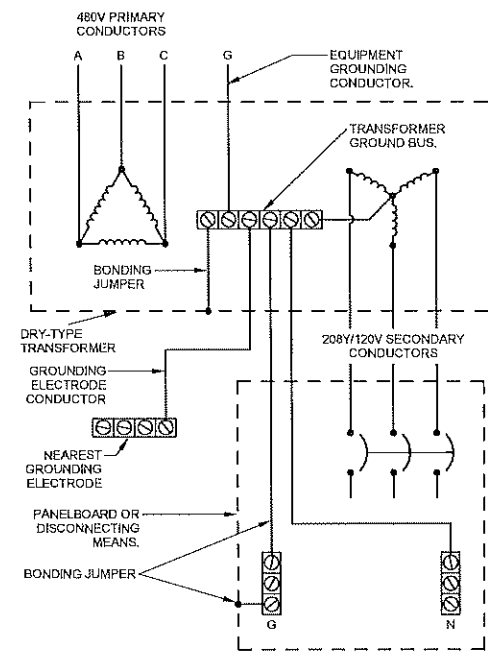 480V PRIMARY
CONDUCTORS
A B C G
EQUIPMENT
GROUNDING
CONDUCTOR.
TRANSFORMER
GROUND BUS.
BONDING
JUMPER
DRY-TYPE
TRANSFORMER
208Y/120V SECONDARY
CONDUCTORS
GROUNDING
ELECTRODE
CONDUCTOR
NEAREST
GROUNDING
ELECTRODE
PANELBOARD OR
DISCONNECTING
MEANS.
BONDING JUMPER
G N